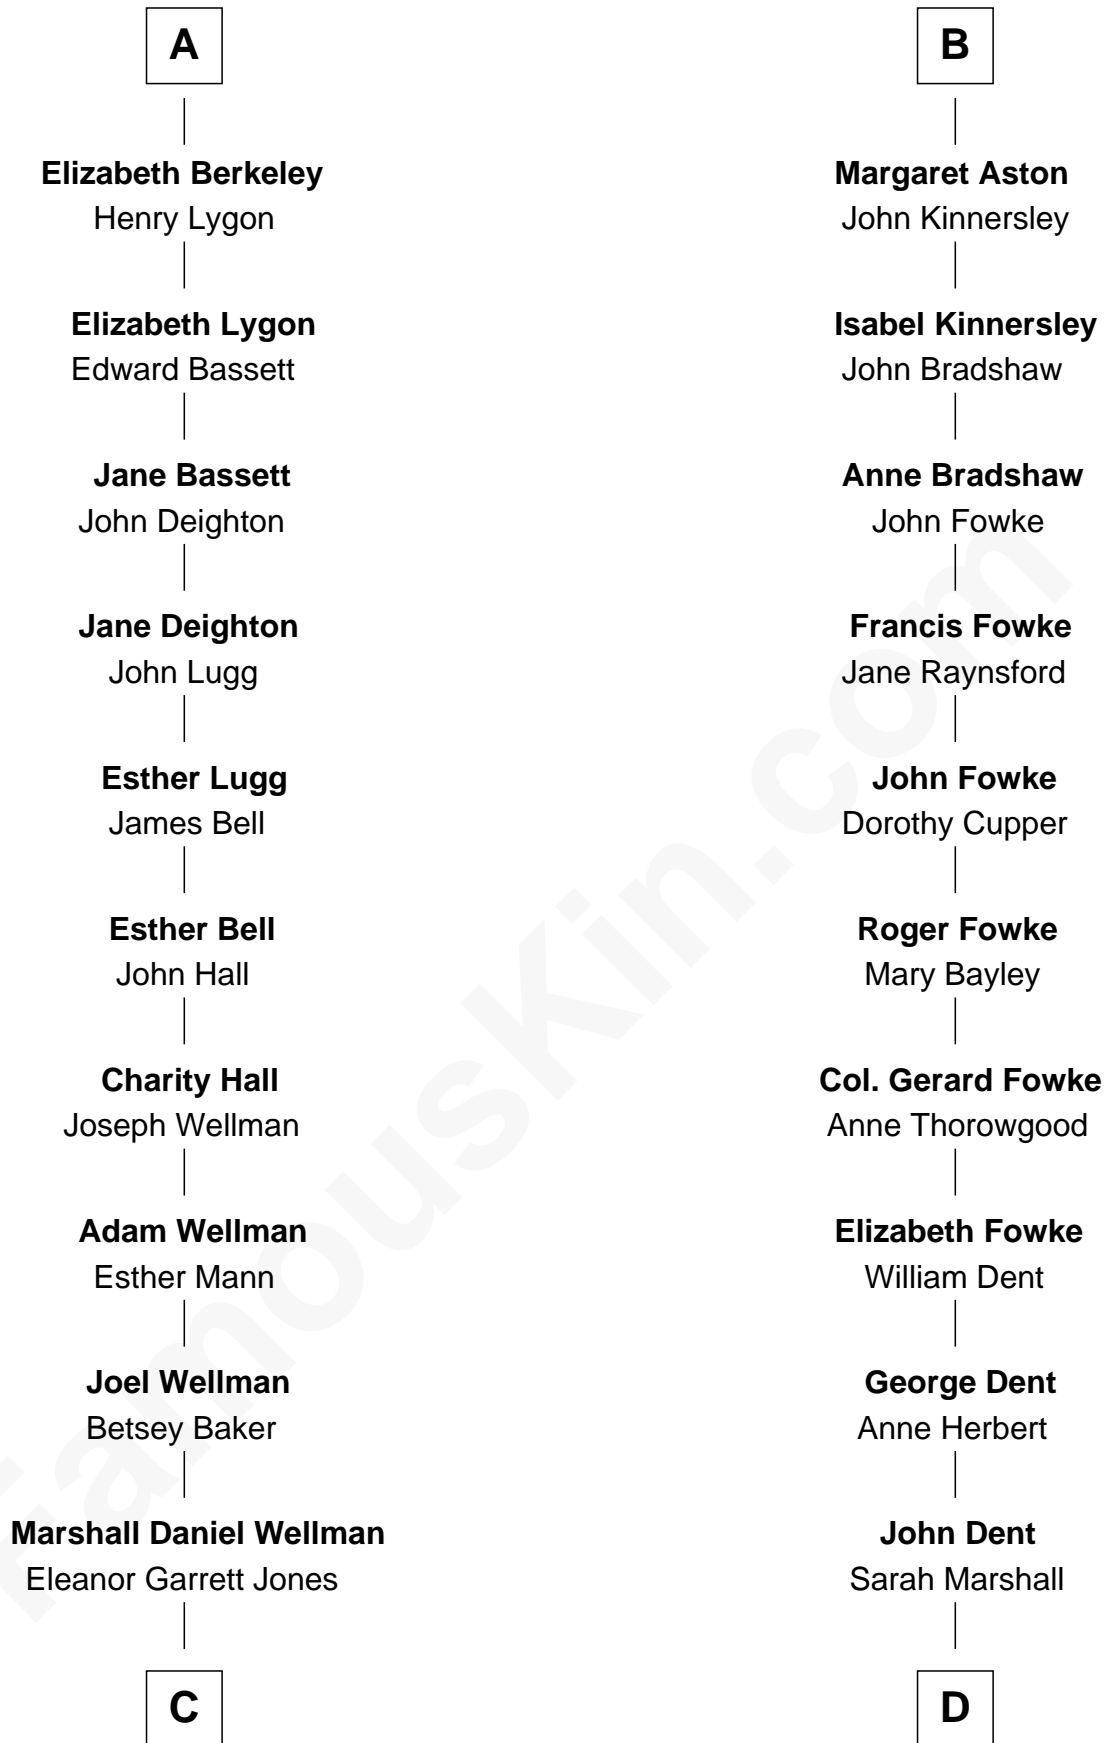 A
Elizabeth Berkeley
Henry Lygon
Elizabeth Lygon
Edward Bassett
Jane Bassett
John Deighton
Jane Deighton
John Lugg
Esther Lugg
James Bell
Esther Bell
John Hall
Charity Hall
Joseph Wellman
Adam Wellman
Esther Mann
Joel Wellman
Betsey Baker
Marshall Daniel Wellman
Eleanor Garrett Jones
C
B
Margaret Aston
John Kinnersley
Isabel Kinnersley
John Bradshaw
Anne Bradshaw
John Fowke
Francis Fowke
Jane Raynsford
John Fowke
Dorothy Cupper
Roger Fowke
Mary Bayley
Col. Gerard Fowke
Anne Thorowgood
Elizabeth Fowke
William Dent
George Dent
Anne Herbert
John Dent
Sarah Marshall
D
FamousKin.com